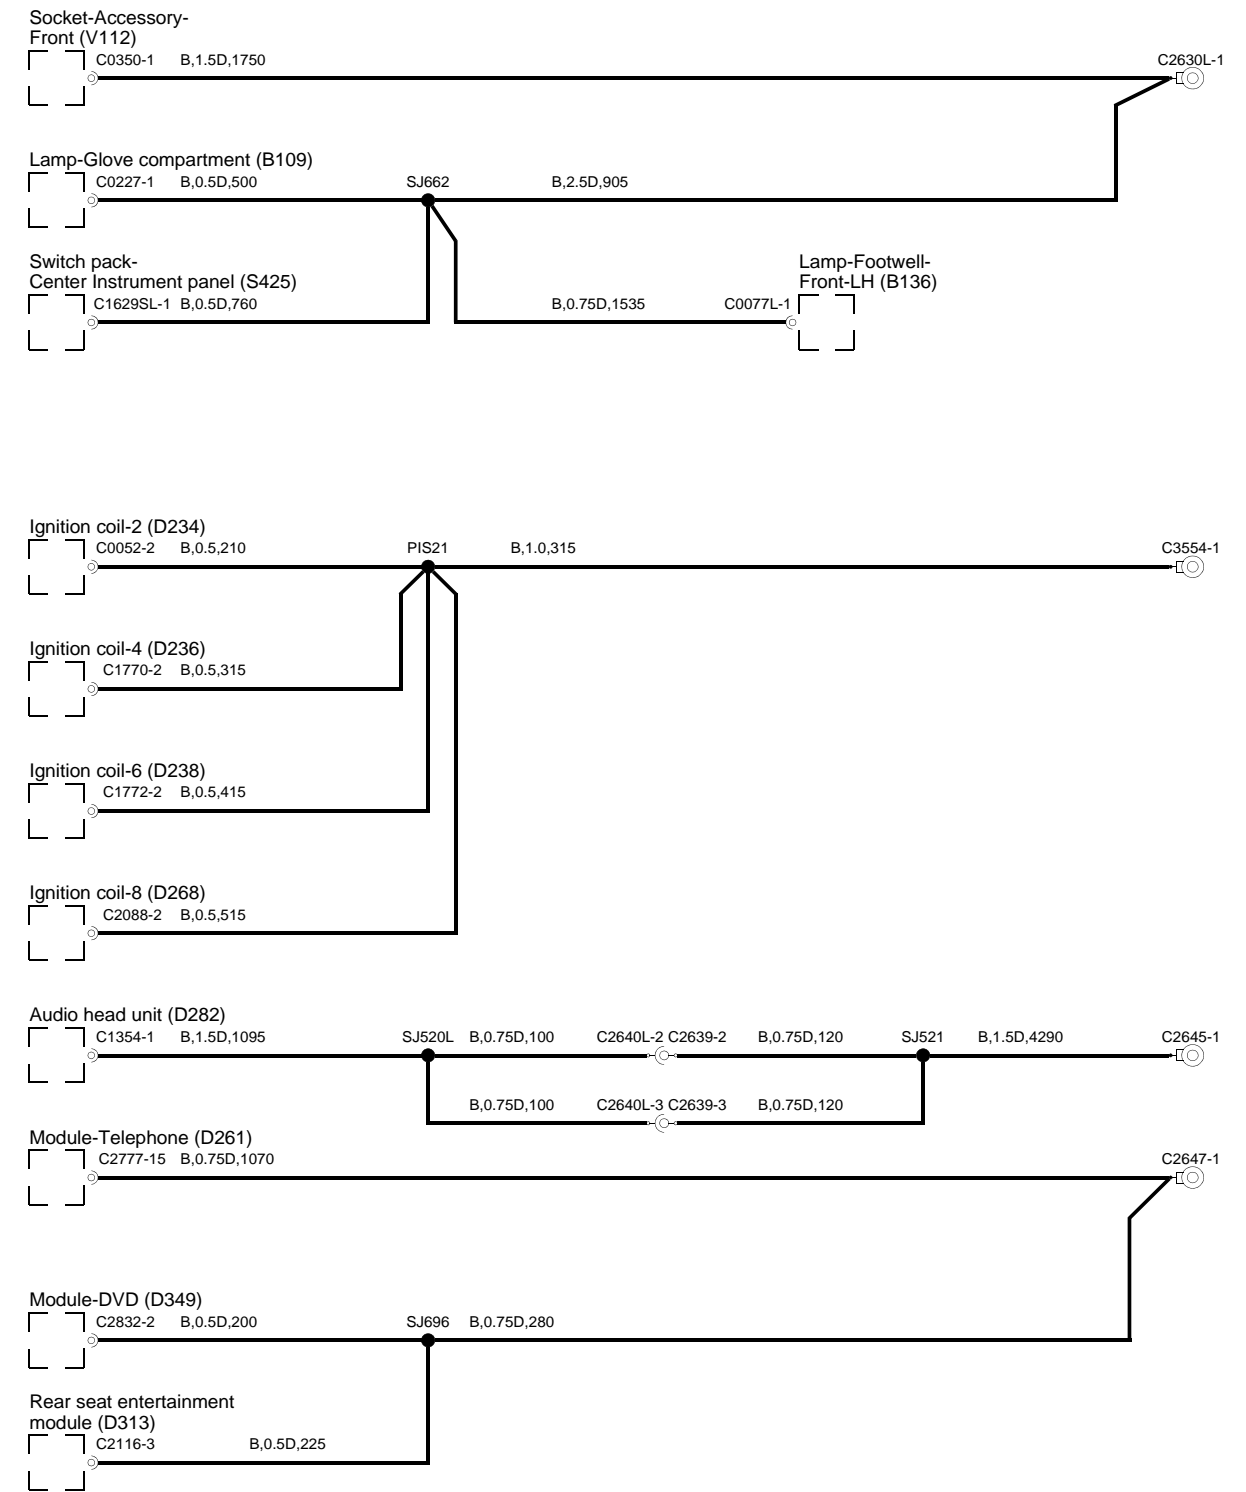 Socket-Accessory-
Front (V112)
C0350-1 B,1.5D,1750 C2630L-1
Lamp-Glove compartment (B109)
C0227-1 B,0.5D,500 SJ662 B,2.5D,905
Switch pack-
Center Instrument panel (S425)
Lamp-Footwell-
Front-LH (B136)
C1629SL-1 B,0.5D,760 B,0.75D,1535 C0077L-1
Ignition coil-2 (D234)
C0052-2 B,0.5,210 PIS21 B,1.0,315 C3554-1
Ignition coil-4 (D236)
C1770-2 B,0.5,315
Ignition coil-6 (D238)
C1772-2 B,0.5,415
Ignition coil-8 (D268)
C2088-2 B,0.5,515
Audio head unit (D282)
C1354-1 B,1.5D,1095 SJ520L B,0.75D,100 C2640L-2 C2639-2 B,0.75D,120 SJ521 B,1.5D,4290 C2645-1
B,0.75D,100 C2640L-3 C2639-3 B,0.75D,120
Module-Telephone (D261)
C2777-15 B,0.75D,1070 C2647-1
Module-DVD (D349)
C2832-2 B,0.5D,200 SJ696 B,0.75D,280
Rear seat entertainment
module (D313)
C2116-3 B,0.5D,225